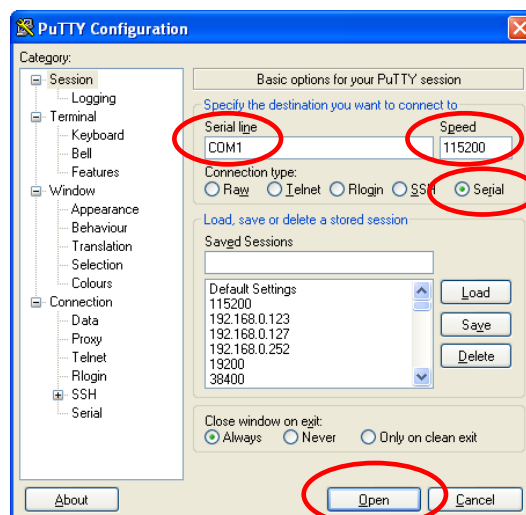 PuTTY Configuration
Category:
Session
Logging
Terminal
Keyboard
Bell
Features
Window
Appearance
Behaviour
Translation
Selection
Colours
Connection
Data
Proxy
Telnet
Rlogin
SSH
Serial
Basic options for your PuTTY session
Specify the destination you want to connect to
Serial line Speed
COM1 115200
Connection type:
Raw Telnet Rlogin SSH Serial
Load, save or delete a stored session
Saved Sessions
Default Settings
115200
192.168.0.123
192.168.0.127
192.168.0.252
19200
38400
Load
Save
Delete
Close window on exit:
Always Never Only on clean exit
About Open Cancel